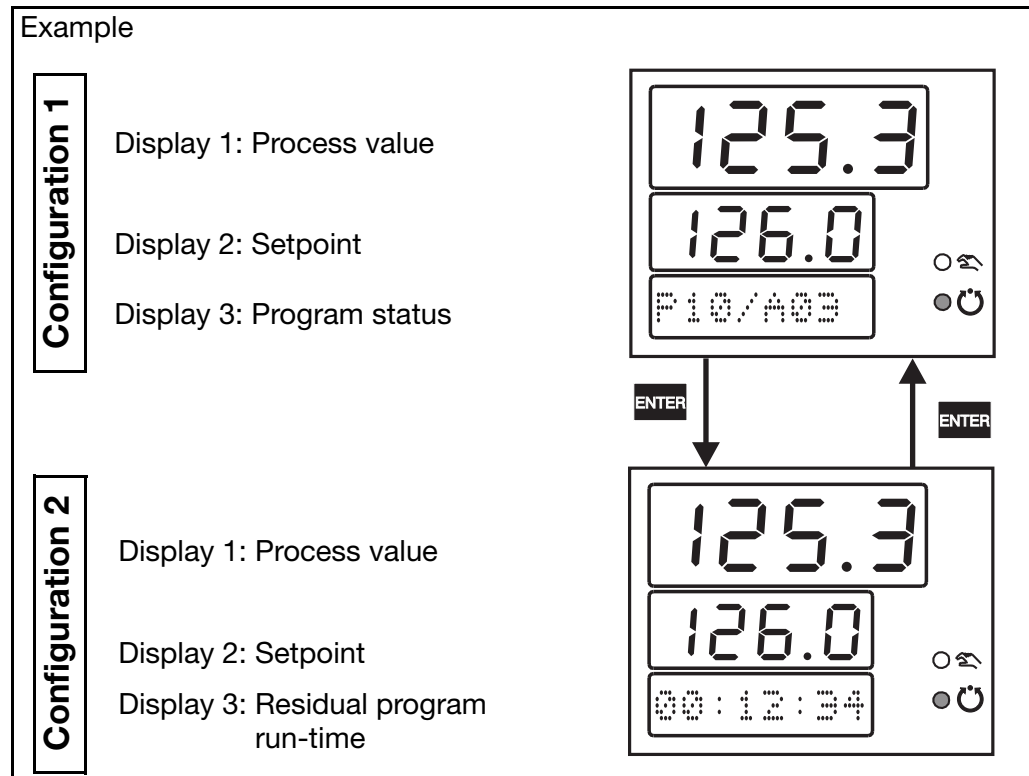 Example
Configuration 1
Display 1: Process value
Display 2: Setpoint
Display 3: Program status
125.3
126.0
P10/A03
ENTER
ENTER
Configuration 2
Display 1: Process value
Display 2: Setpoint
Display 3: Residual program
run-time
125.3
126.0
00:12:34